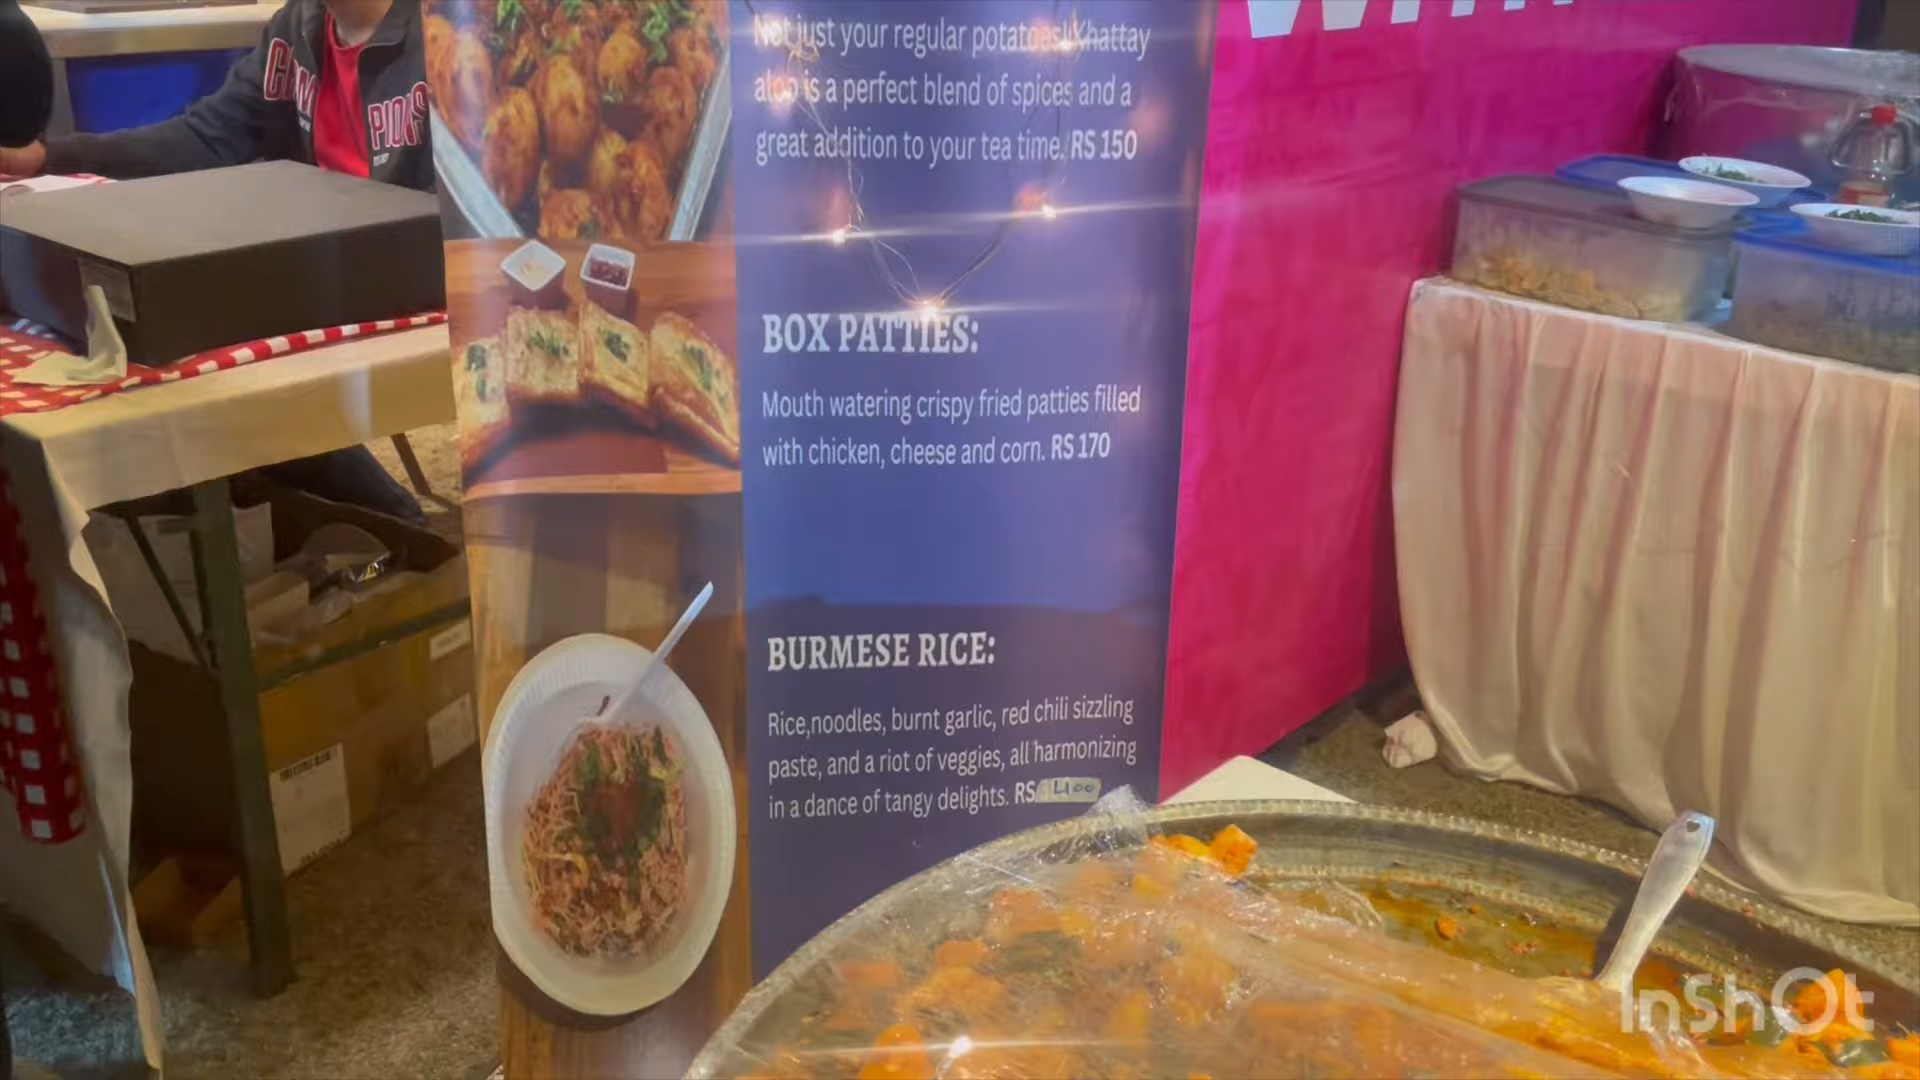 Not just your regular potatoes! Khattay
aloo is a perfect blend of spices and a
great addition to your tea time. RS 150
BOX PATTIES:
Mouth watering crispy fried patties filled
with chicken, cheese and corn. RS 170
BURMESE RICE:
Rice,noodles, burnt garlic, red chili sizzling
paste, and a riot of veggies, all harmonizing
in a dance of tangy delights. RS 400
InShOt